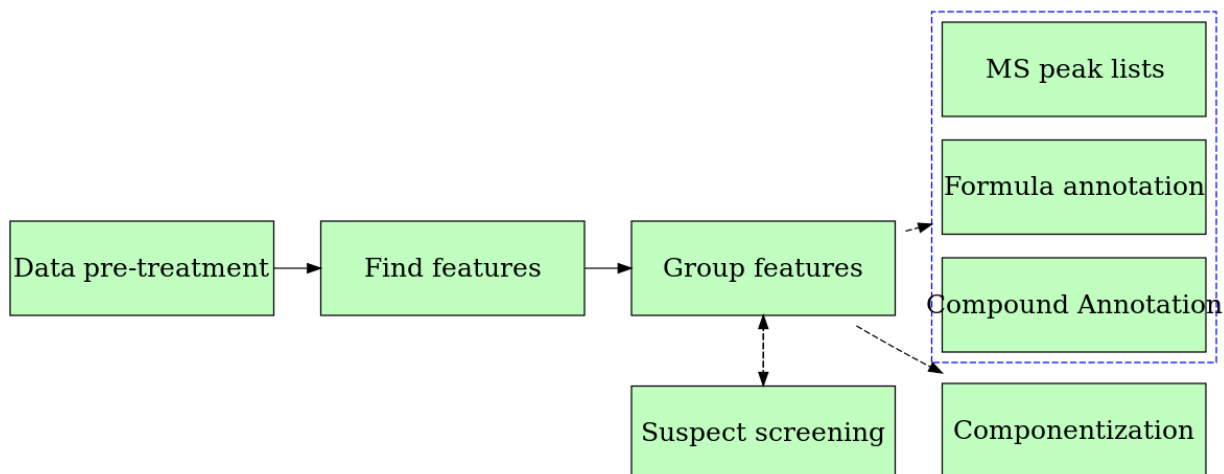 MS peak lists
Formula annotation
Data pre-treatment
Find features
Group features
Compound Annotation
Suspect screening
Componentization